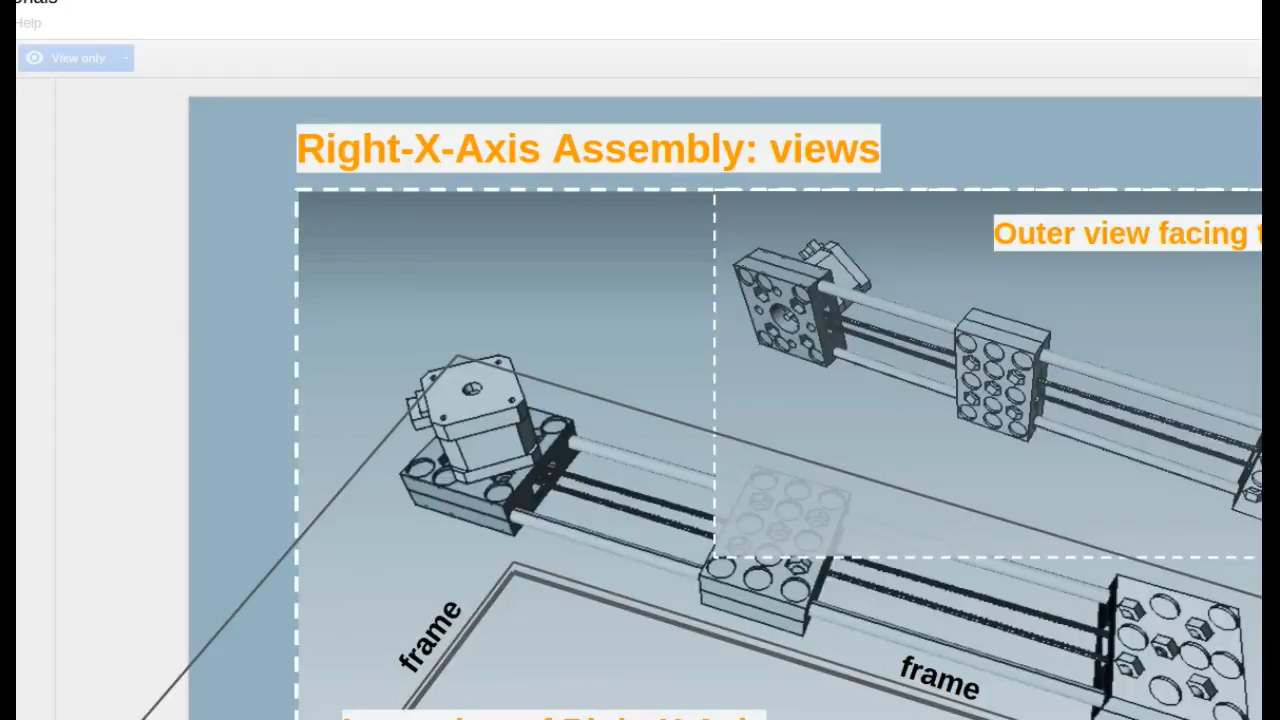 Help
View only
Right-X-Axis Assembly: views
Outer view facing
frame
frame